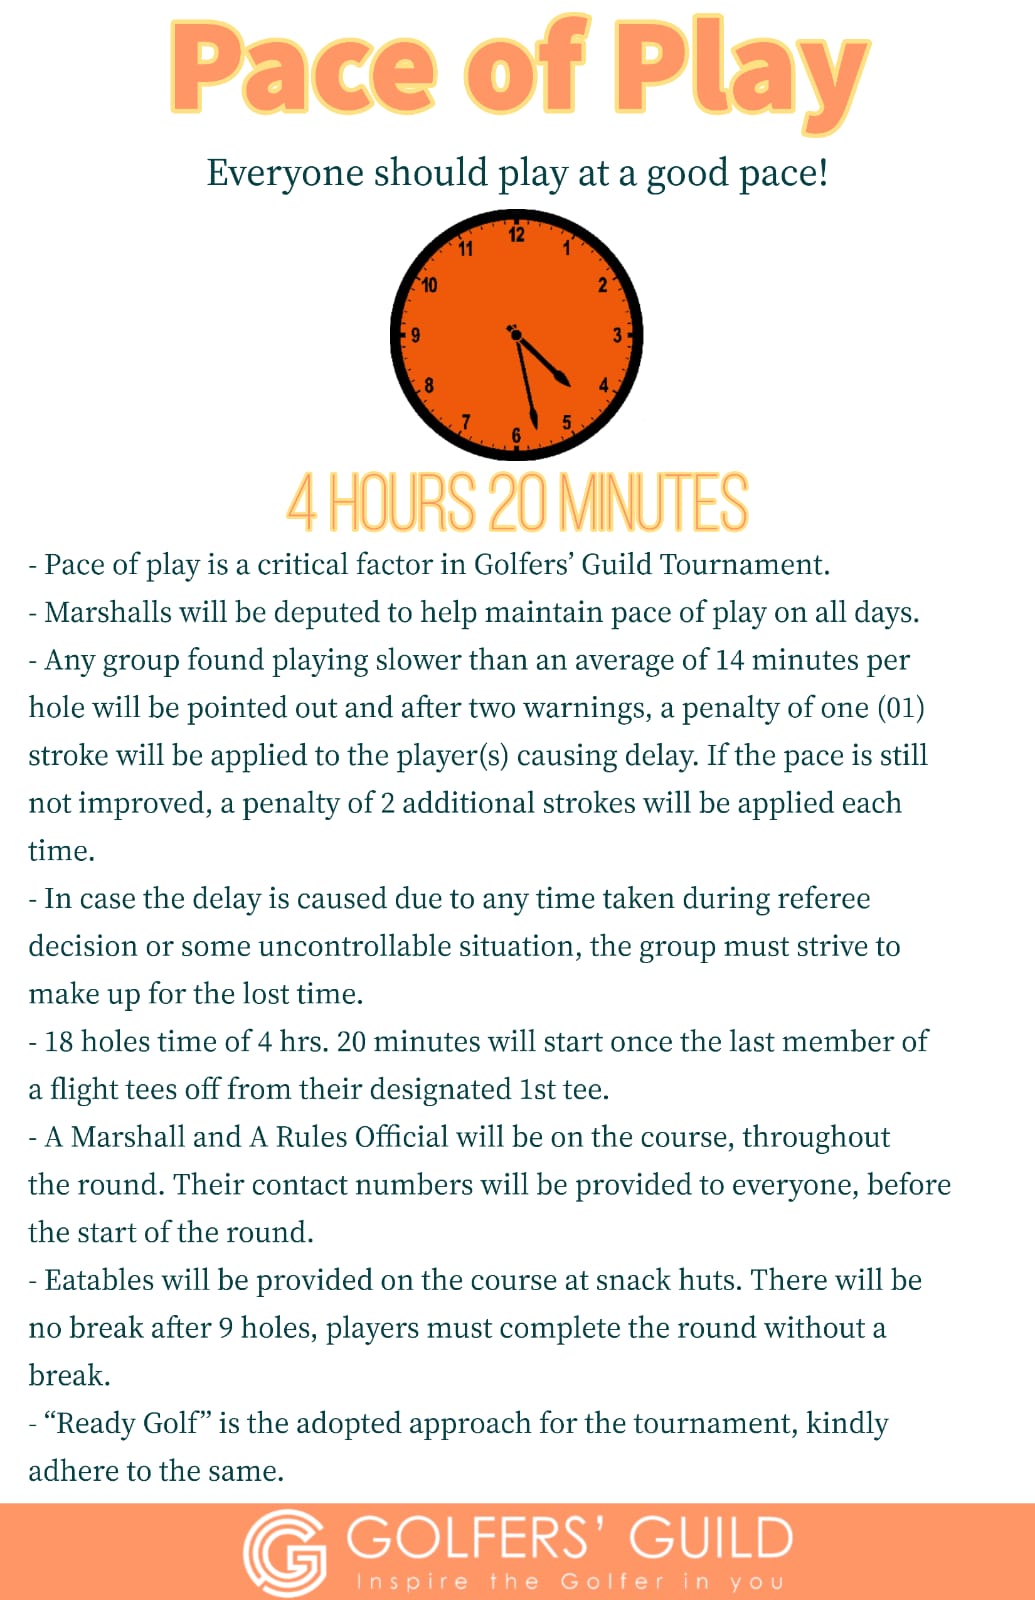 Pace of Play
Everyone should play at a good pace!
12
11
1
10
2
9
3
8
4
7
5
6
4 HOURS 20 MINUTES
- Pace of play is a critical factor in Golfers’ Guild Tournament.
- Marshalls will be deputed to help maintain pace of play on all days.
- Any group found playing slower than an average of 14 minutes per
hole will be pointed out and after two warnings, a penalty of one (01)
stroke will be applied to the player(s) causing delay. If the pace is still
not improved, a penalty of 2 additional strokes will be applied each
time.
- In case the delay is caused due to any time taken during referee
decision or some uncontrollable situation, the group must strive to
make up for the lost time.
- 18 holes time of 4 hrs. 20 minutes will start once the last member of
a flight tees off from their designated 1st tee.
- A Marshall and A Rules Official will be on the course, throughout
the round. Their contact numbers will be provided to everyone, before
the start of the round.
- Eatables will be provided on the course at snack huts. There will be
no break after 9 holes, players must complete the round without a
break.
- “Ready Golf” is the adopted approach for the tournament, kindly
adhere to the same.
GOLFERS’ GUILD
Inspire the Golfer in you